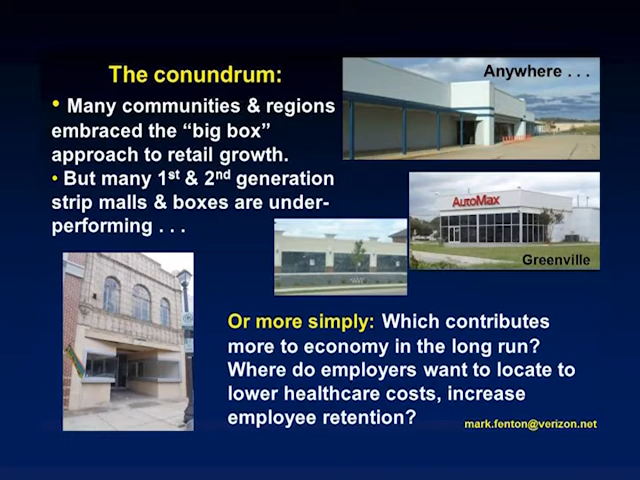 The conundrum:
• Many communities & regions
embraced the “big box”
approach to retail growth.
• But many 1st & 2nd generation
strip malls & boxes are under-
performing . . .
Anywhere . . .
AutoMax
Greenville
Or more simply: Which contributes
more to economy in the long run?
Where do employers want to locate to
lower healthcare costs, increase
employee retention?
mark.fenton@verizon.net